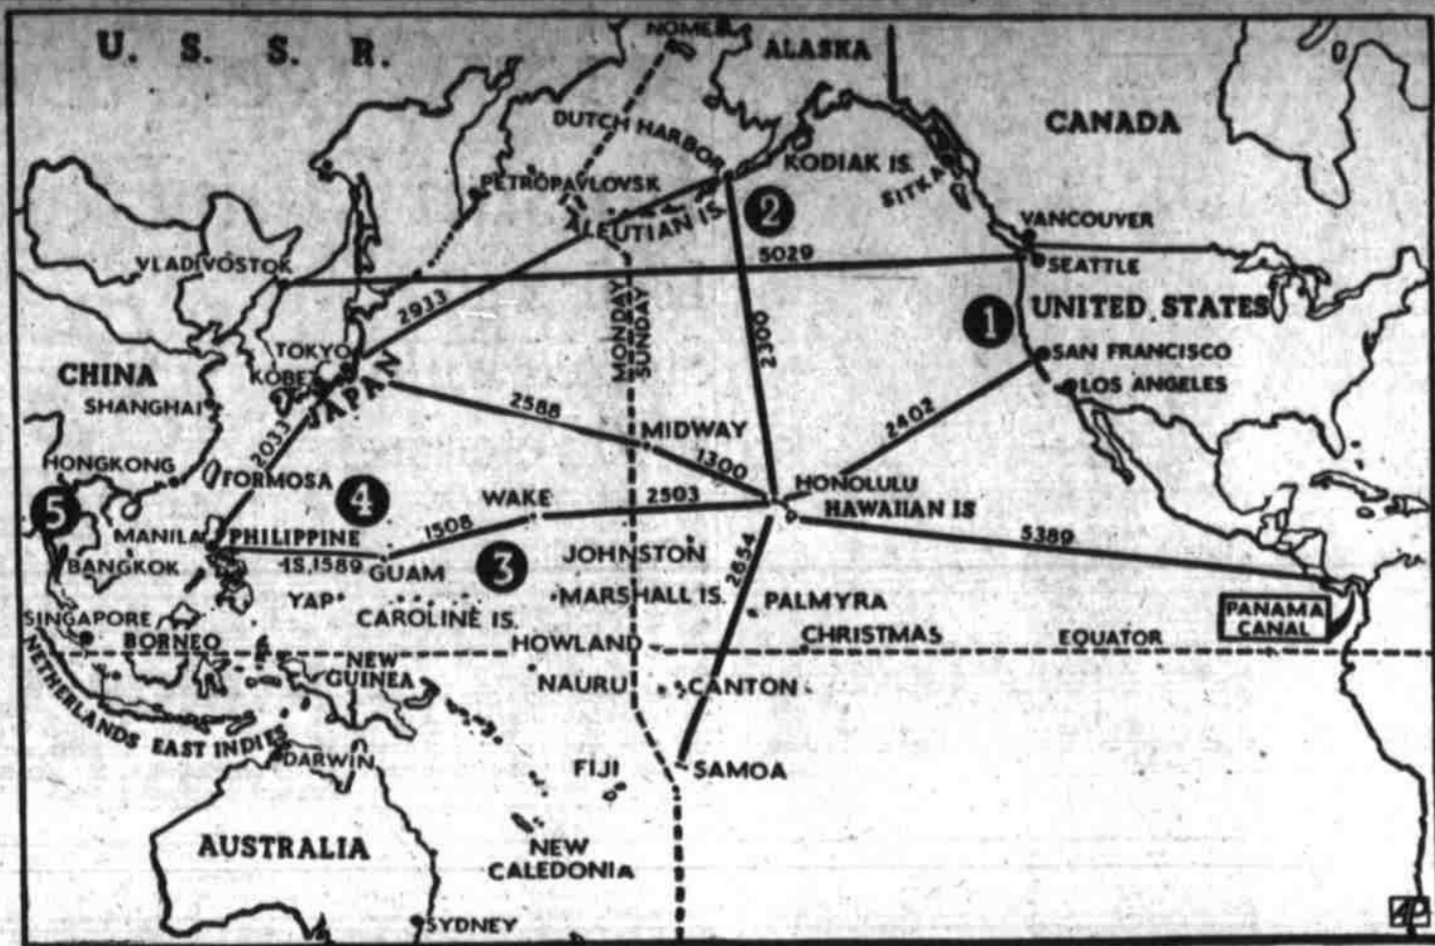 NOME
ALASKA
U. S. S. R.
CANADA
DUTCH HARBOR
KODIAK IS.
SITKA
PETROPAVLOVSK
ALEUTIAN IS.
2
VANCOUVER
5029
SEATTLE
VLADIVOSTOK
2933
MONDAY
SUNDAY
2300
1
UNITED STATES
TOKYO
KOBE
JAPAN
SAN FRANCISCO
LOS ANGELES
CHINA
SHANGHAI
2588
2402
MIDWAY
1300
2033
HONGKONG
FORMOSA
4
WAKE
2503
HONOLULU
HAWAIIAN IS
5
MANILA
PHILIPPINE
IS, 1589
1508
GUAM
3
JOHNSTON
2654
5389
BANGKOK
YAP
CAROLINE IS.
MARSHALL IS.
PALMYRA
PANAMA
CANAL
SINGAPORE
BORNEO
HOWLAND
CHRISTMAS
EQUATOR
NEW
GUINEA
NAURU
CANTON
NETHERLANDS EAST INDIES
DARWIN
FIJI
SAMOA
AUSTRALIA
NEW
CALEDONIA
SYDNEY
AP